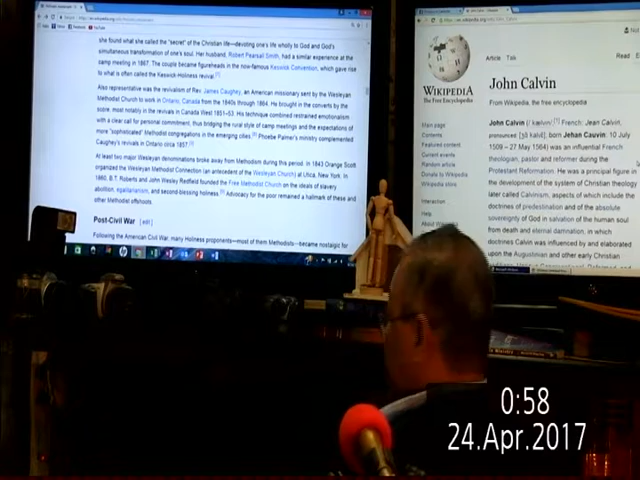 she found what she called the "secret" of the Christian life—devoting one's life wholly to God and God's
simultaneous transformation of one's soul. Her husband, Robert Pearsall Smith, had a similar experience at the
camp meeting in 1867. The couple became figureheads in the now-famous Keswick Convention, which gave rise
to what is often called the Keswick-Holiness revival.
Also representative was the revivalism of Rev. James Caughey, an American missionary sent by the Wesleyan
Methodist Church to work in Ontario, Canada from the 1840s through 1864. He brought in the converts by the
score, most notably in the revivals in Canada West 1851–53. His technique combined restrained emotionalism
with a clear call for personal commitment, thus bridging the rural style of camp meetings and the expectations of
more "sophisticated" Methodist congregations in the emerging cities. Phoebe Palmer's ministry complemented
Caughey's revivals in Ontario circa 1857.
At least two major Wesleyan denominations broke away from Methodism during this period. In 1843 Orange Scott
organized the Wesleyan Methodist Connection (an antecedent of the Wesleyan Church) at Utica, New York. In
1860, B.T. Roberts and John Wesley Redfield founded the Free Methodist Church on the ideals of slavery
abolition, egalitarianism, and second-blessing holiness. Advocacy for the poor remained a hallmark of these and
other Methodist offshoots.
Post-Civil War [edit]
Following the American Civil War, many Holiness proponents—most of them Methodists—became nostalgic for
WIKIPEDIA
The Free Encyclopedia
Main page
Contents
Featured content
Current events
Random article
Donate to Wikipedia
Wikipedia store
Interaction
Help
About
Article Talk
Read
John Calvin
From Wikipedia, the free encyclopedia
John Calvin French: Jean Calvin,
pronounced born Jehan Cauvin: 10 July
1509 – 27 May 1564) was an influential French
theologian, pastor and reformer during the
Protestant Reformation. He was a principal figure in
the development of the system of Christian theology
later called Calvinism, aspects of which include the
doctrines of predestination and of the absolute
sovereignty of God in salvation of the human soul
from death and eternal damnation, in which
doctrines Calvin was influenced by and elaborated
upon the Augustinian and other early Christian
0:58
24.Apr.2017